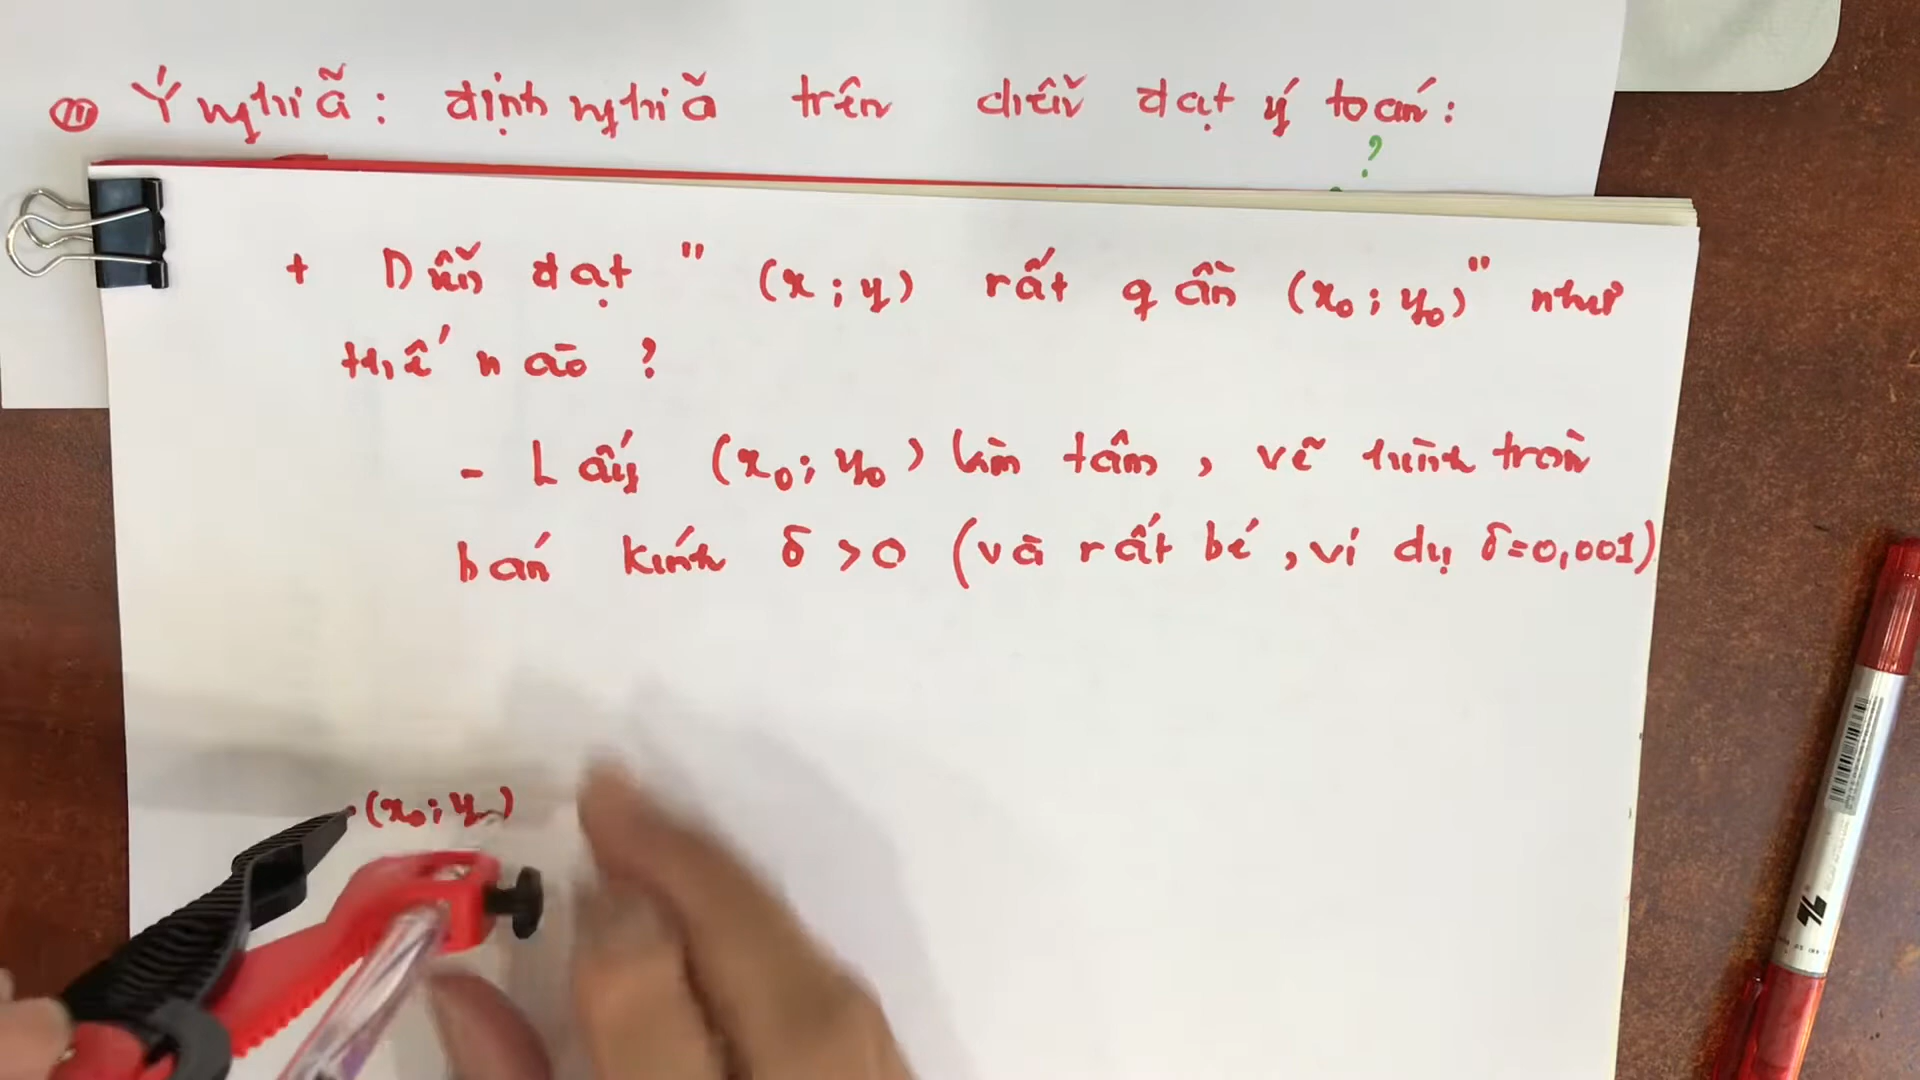 Ý nghĩa: định nghĩa trên diễn đạt ý toán:
?
+ Diễn đạt "(x;y) rất gần (x₀;y₀)" như
thế nào ?
- Lấy (x₀;y₀) làm tâm, vẽ hình tròn
bán kính δ>0 (và rất bé, ví dụ δ=0,001)
(x₀;y₀)